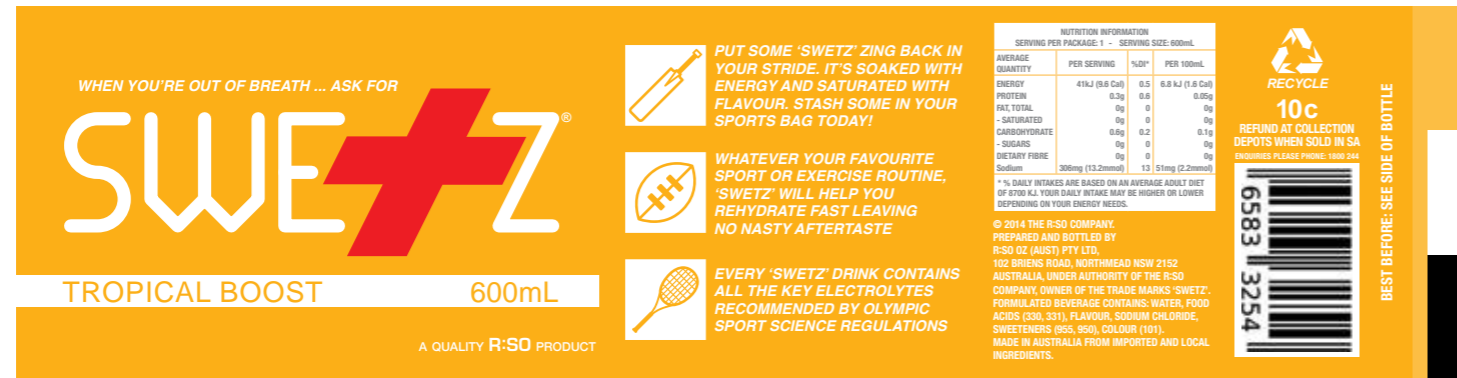 WHEN YOU'RE OUT OF BREATH ... ASK FOR
SWETZ®
TROPICAL BOOST 600mL
A QUALITY R:SO PRODUCT
PUT SOME ‘SWETZ’ ZING BACK IN
YOUR STRIDE. IT’S SOAKED WITH
ENERGY AND SATURATED WITH
FLAVOUR. STASH SOME IN YOUR
SPORTS BAG TODAY!
WHATEVER YOUR FAVOURITE
SPORT OR EXERCISE ROUTINE,
‘SWETZ’ WILL HELP YOU
REHYDRATE FAST LEAVING
NO NASTY AFTERTASTE
EVERY ‘SWETZ’ DRINK CONTAINS
ALL THE KEY ELECTROLYTES
RECOMMENDED BY OLYMPIC
SPORT SCIENCE REGULATIONS
NUTRITION INFORMATION
SERVING PER PACKAGE: 1 - SERVING SIZE: 600mL
AVERAGE QUANTITY PER SERVING %DI* PER 100mL
ENERGY 41kJ (9.6 Cal) 0.5 6.8 kJ (1.6 Cal)
PROTEIN 0.3g 0.6 0.05g
FAT, TOTAL 0g 0 0g
- SATURATED 0g 0 0g
CARBOHYDRATE 0.6g 0.2 0.1g
- SUGARS 0g 0 0g
DIETARY FIBRE 0g 0 0g
Sodium 306mg (13.2mmol) 13 51mg (2.2mmol)
* % DAILY INTAKES ARE BASED ON AN AVERAGE ADULT DIET
OF 8700 KJ. YOUR DAILY INTAKE MAY BE HIGHER OR LOWER
DEPENDING ON YOUR ENERGY NEEDS.
© 2014 THE R:SO COMPANY.
PREPARED AND BOTTLED BY
R:SO OZ (AUST) PTY LTD,
102 BRIENS ROAD, NORTHMEAD NSW 2152
AUSTRALIA, UNDER AUTHORITY OF THE R:SO
COMPANY, OWNER OF THE TRADE MARKS ‘SWETZ’.
FORMULATED BEVERAGE CONTAINS: WATER, FOOD
ACIDS (330, 331), FLAVOUR, SODIUM CHLORIDE,
SWEETENERS (955, 950), COLOUR (101).
MADE IN AUSTRALIA FROM IMPORTED AND LOCAL
INGREDIENTS.
RECYCLE
10c
REFUND AT COLLECTION
DEPOTS WHEN SOLD IN SA
ENQUIRIES PLEASE PHONE: 1800 244
6583 3254
BEST BEFORE: SEE SIDE OF BOTTLE